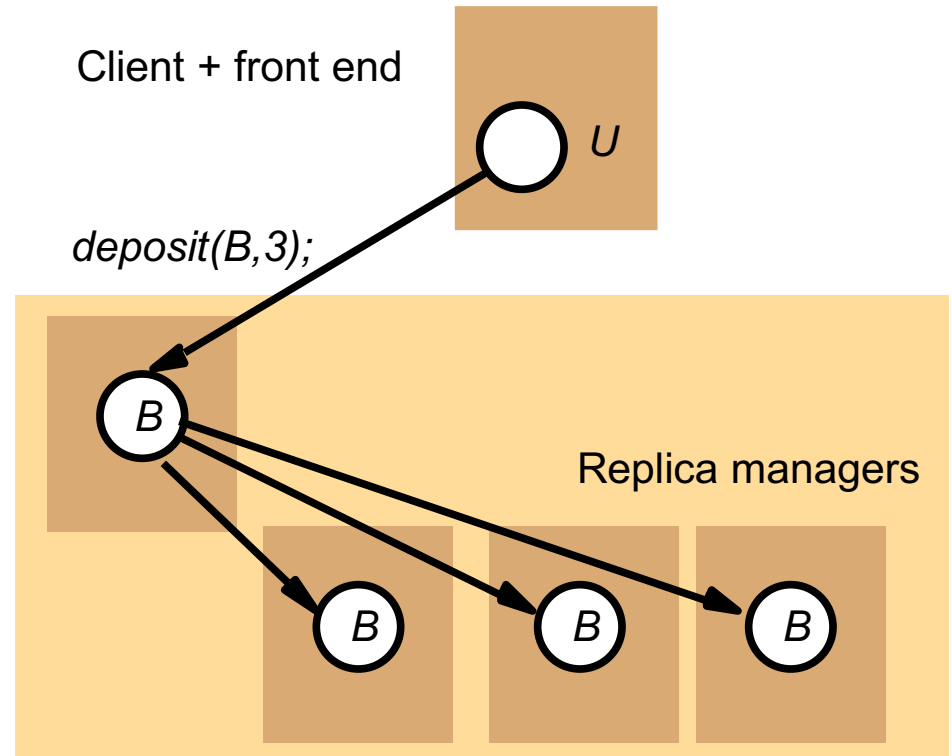 Client + front end
U
deposit(B,3);
B
Replica managers
B
B
B